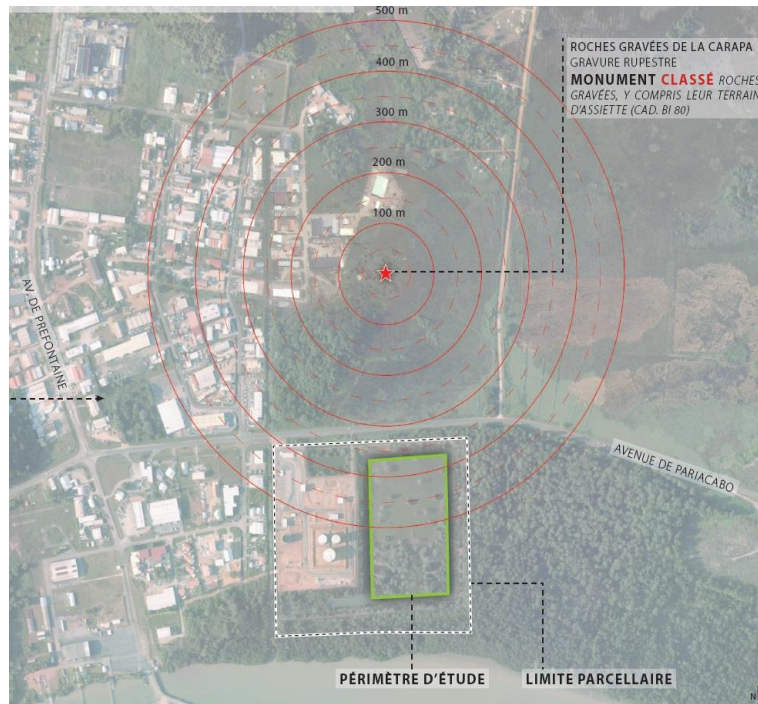 500 m
400 m
300 m
200 m
100 m
ROCHES GRAVÉES DE LA CARAPA
GRAVURE RUPESTRE
MONUMENT CLASSÉ ROCHES
GRAVÉES, Y COMPRIS LEUR TERRAIN
D'ASSIETTE (CAD. BI 80)
AV. DE PREFONTAINE
AVENUE DE PARIACABO
PÉRIMÈTRE D'ÉTUDE
LIMITE PARCELLAIRE
N